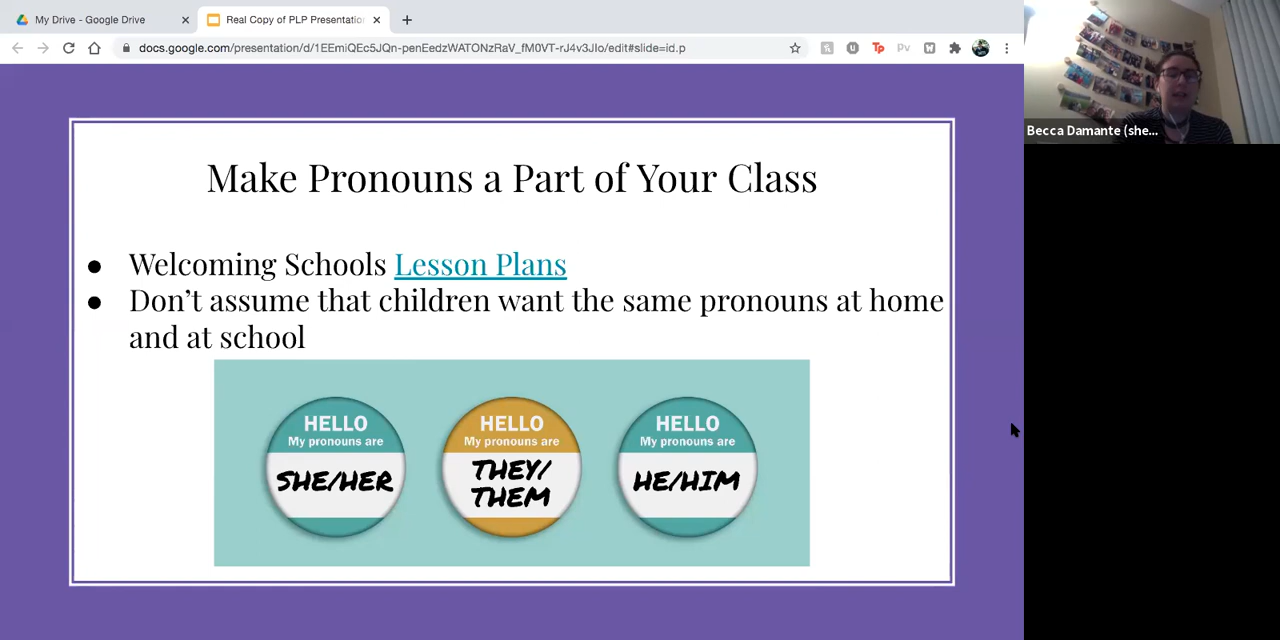 My Drive - Google Drive
Real Copy of PLP Presentation
docs.google.com/presentation/d/1EEmiQEc5JQn-penEedzWATONzRaV_fM0VT-rJ4v3JIo/edit#slide=id.p
Tp
Pv
Becca Damante (she...
Make Pronouns a Part of Your Class
● Welcoming Schools Lesson Plans
● Don’t assume that children want the same pronouns at home
and at school
HELLO
My pronouns are
SHE/HER
HELLO
My pronouns are
THEY/
THEM
HELLO
My pronouns are
HE/HIM